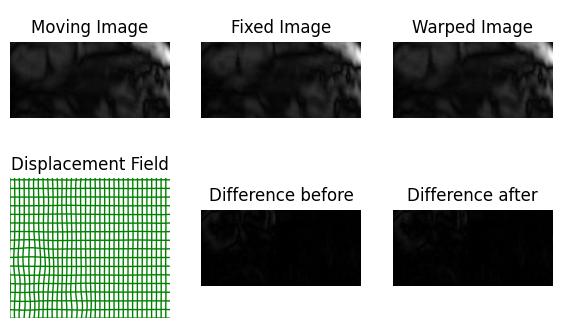 Moving Image
Fixed Image
Warped Image
Displacement Field
Difference before
Difference after